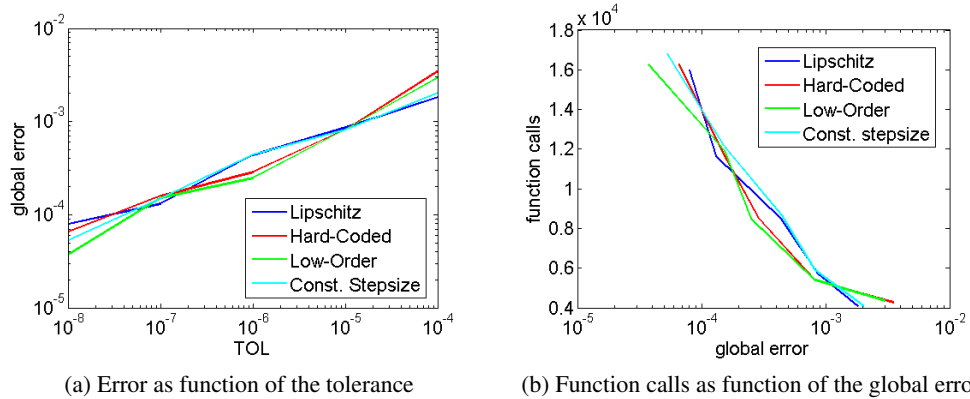 10^-2
10^-3
10^-4
10^-5
global error
Lipschitz
Hard-Coded
Low-Order
Const. Stepsize
10^-8 10^-7 10^-6 10^-5 10^-4
TOL
(a) Error as function of the tolerance
x 10^4
1.8
1.6
1.4
1.2
1
0.8
0.6
0.4
function calls
Lipschitz
Hard-Coded
Low-Order
Const. stepsize
10^-5 10^-4 10^-3 10^-2
global error
(b) Function calls as function of the global erro